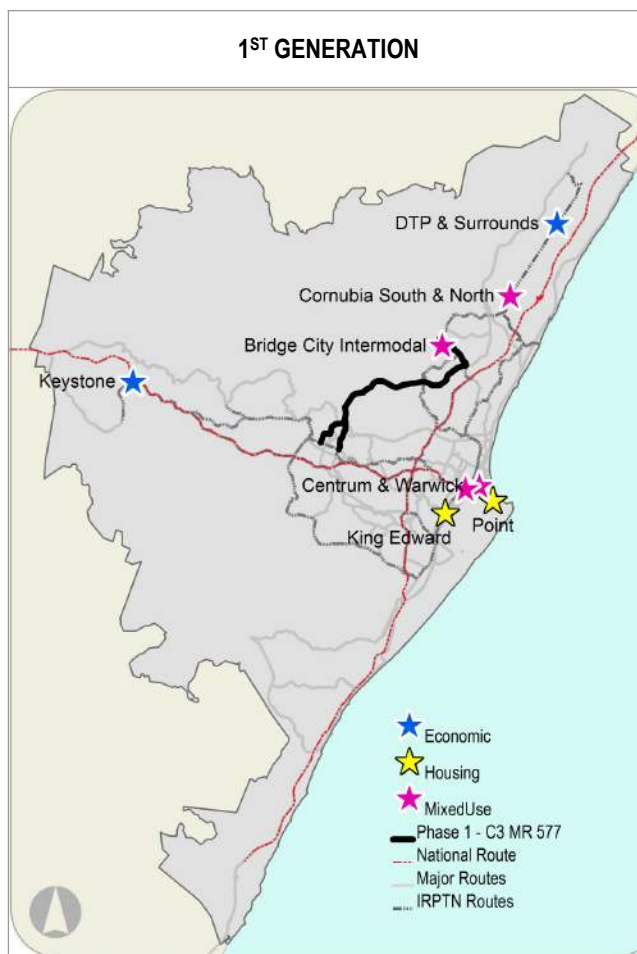 1ST GENERATION
DTP & Surrounds
Cornubia South & North
Bridge City Intermodal
Keystone
Centrum & Warwick
Point
King Edward
Economic
Housing
MixedUse
Phase 1 - C3 MR 577
National Route
Major Routes
IRPTN Routes